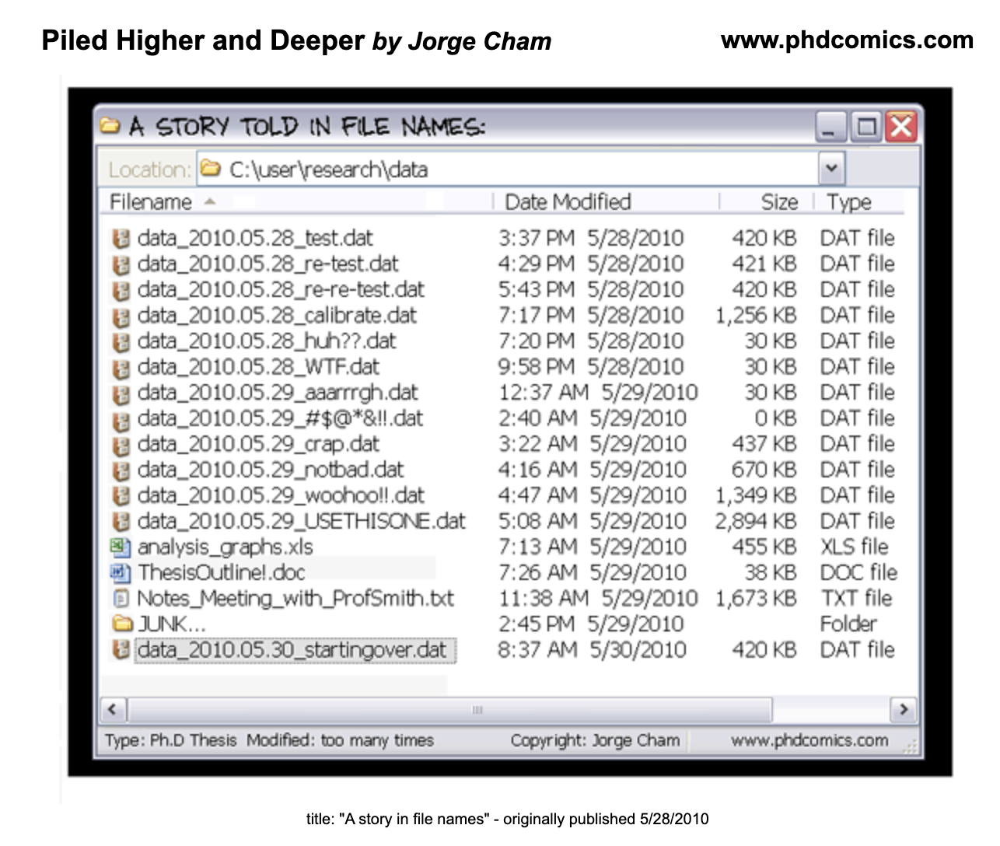 Piled Higher and Deeper by Jorge Cham www.phdcomics.com
A STORY TOLD IN FILE NAMES:
Location: C:\user\research\data
Filename Date Modified Size Type
data_2010.05.28_test.dat 3:37 PM 5/28/2010 420 KB DAT file
data_2010.05.28_re-test.dat 4:29 PM 5/28/2010 421 KB DAT file
data_2010.05.28_re-re-test.dat 5:43 PM 5/28/2010 420 KB DAT file
data_2010.05.28_calibrate.dat 7:17 PM 5/28/2010 1,256 KB DAT file
data_2010.05.28_huh??.dat 7:20 PM 5/28/2010 30 KB DAT file
data_2010.05.28_WTF.dat 9:58 PM 5/28/2010 30 KB DAT file
data_2010.05.29_aaarrrgh.dat 12:37 AM 5/29/2010 30 KB DAT file
data_2010.05.29_#$@*&!!.dat 2:40 AM 5/29/2010 0 KB DAT file
data_2010.05.29_crap.dat 3:22 AM 5/29/2010 437 KB DAT file
data_2010.05.29_notbad.dat 4:16 AM 5/29/2010 670 KB DAT file
data_2010.05.29_woohoo!!.dat 4:47 AM 5/29/2010 1,349 KB DAT file
data_2010.05.29_USETHISONE.dat 5:08 AM 5/29/2010 2,894 KB DAT file
analysis_graphs.xls 7:13 AM 5/29/2010 455 KB XLS file
ThesisOutline!.doc 7:26 AM 5/29/2010 38 KB DOC file
Notes_Meeting_with_ProfSmith.txt 11:38 AM 5/29/2010 1,673 KB TXT file
JUNK... 2:45 PM 5/29/2010 Folder
data_2010.05.30_startingover.dat 8:37 AM 5/30/2010 420 KB DAT file
Type: Ph.D Thesis Modified: too many times Copyright: Jorge Cham www.phdcomics.com
title: "A story in file names" - originally published 5/28/2010